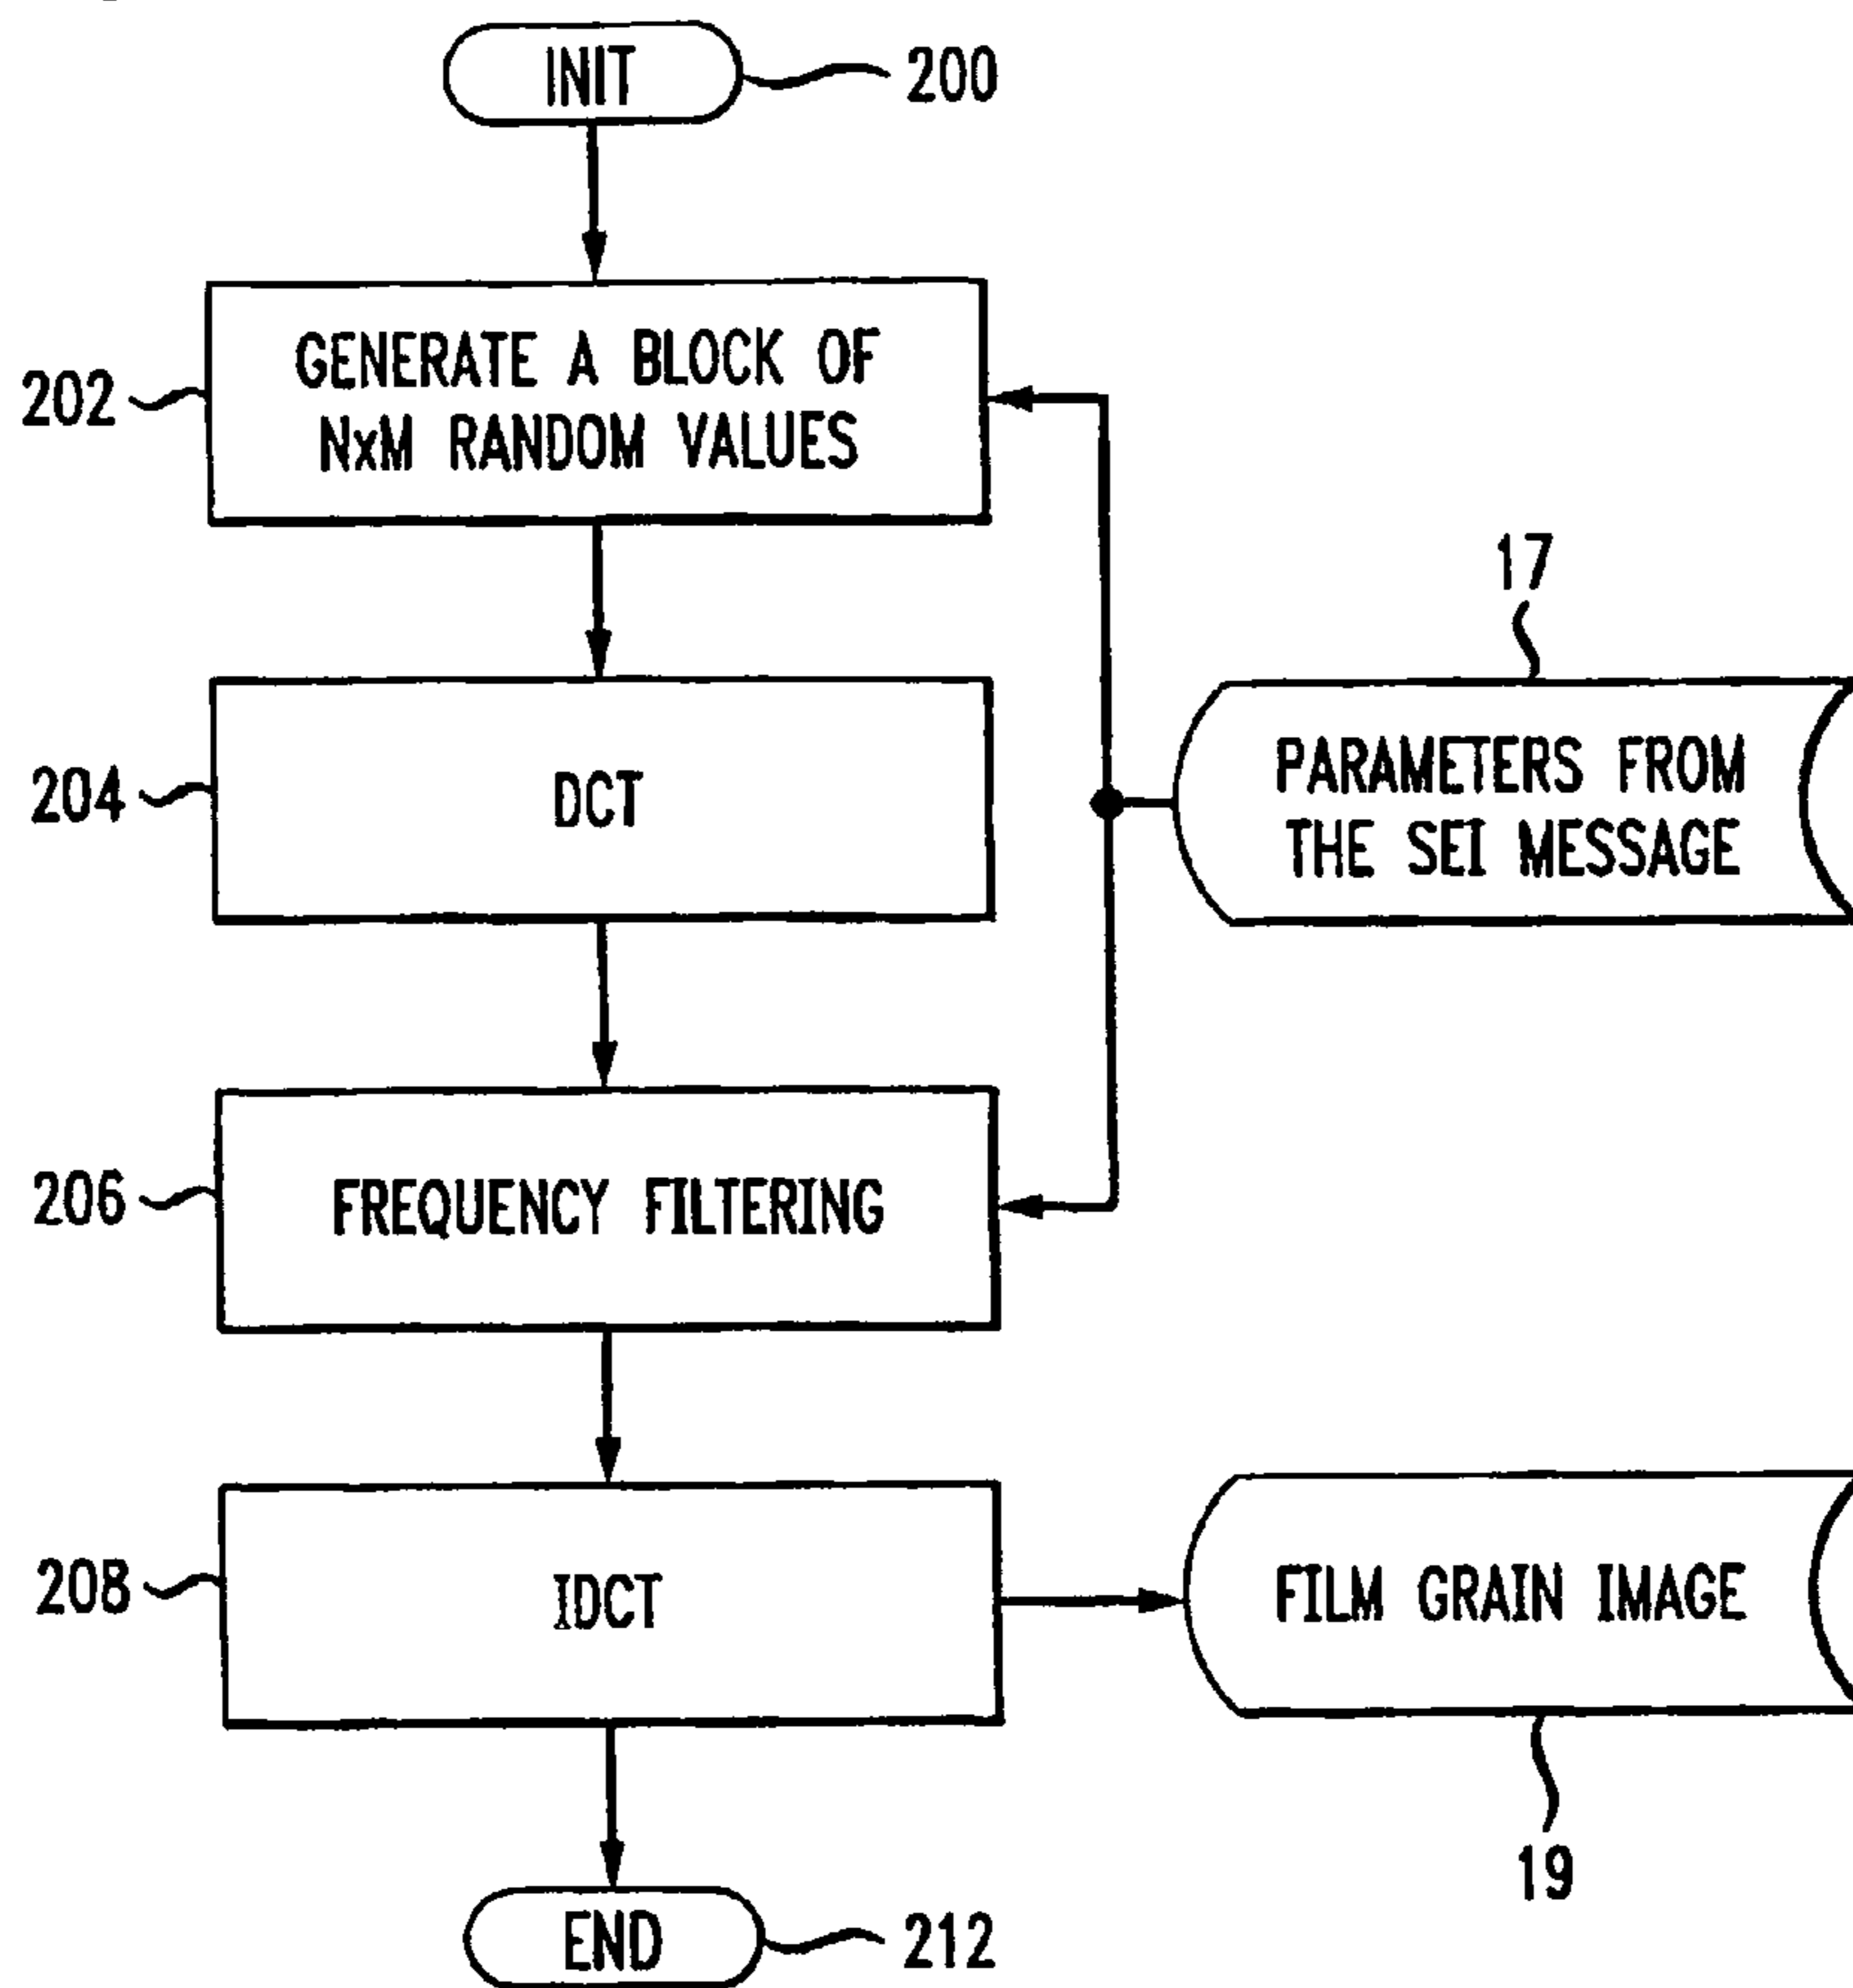 INIT
200
GENERATE A BLOCK OF
NxM RANDOM VALUES
202
17
204
DCT
PARAMETERS FROM
THE SEI MESSAGE
206
FREQUENCY FILTERING
208
IDCT
FILM GRAIN IMAGE
19
END
212